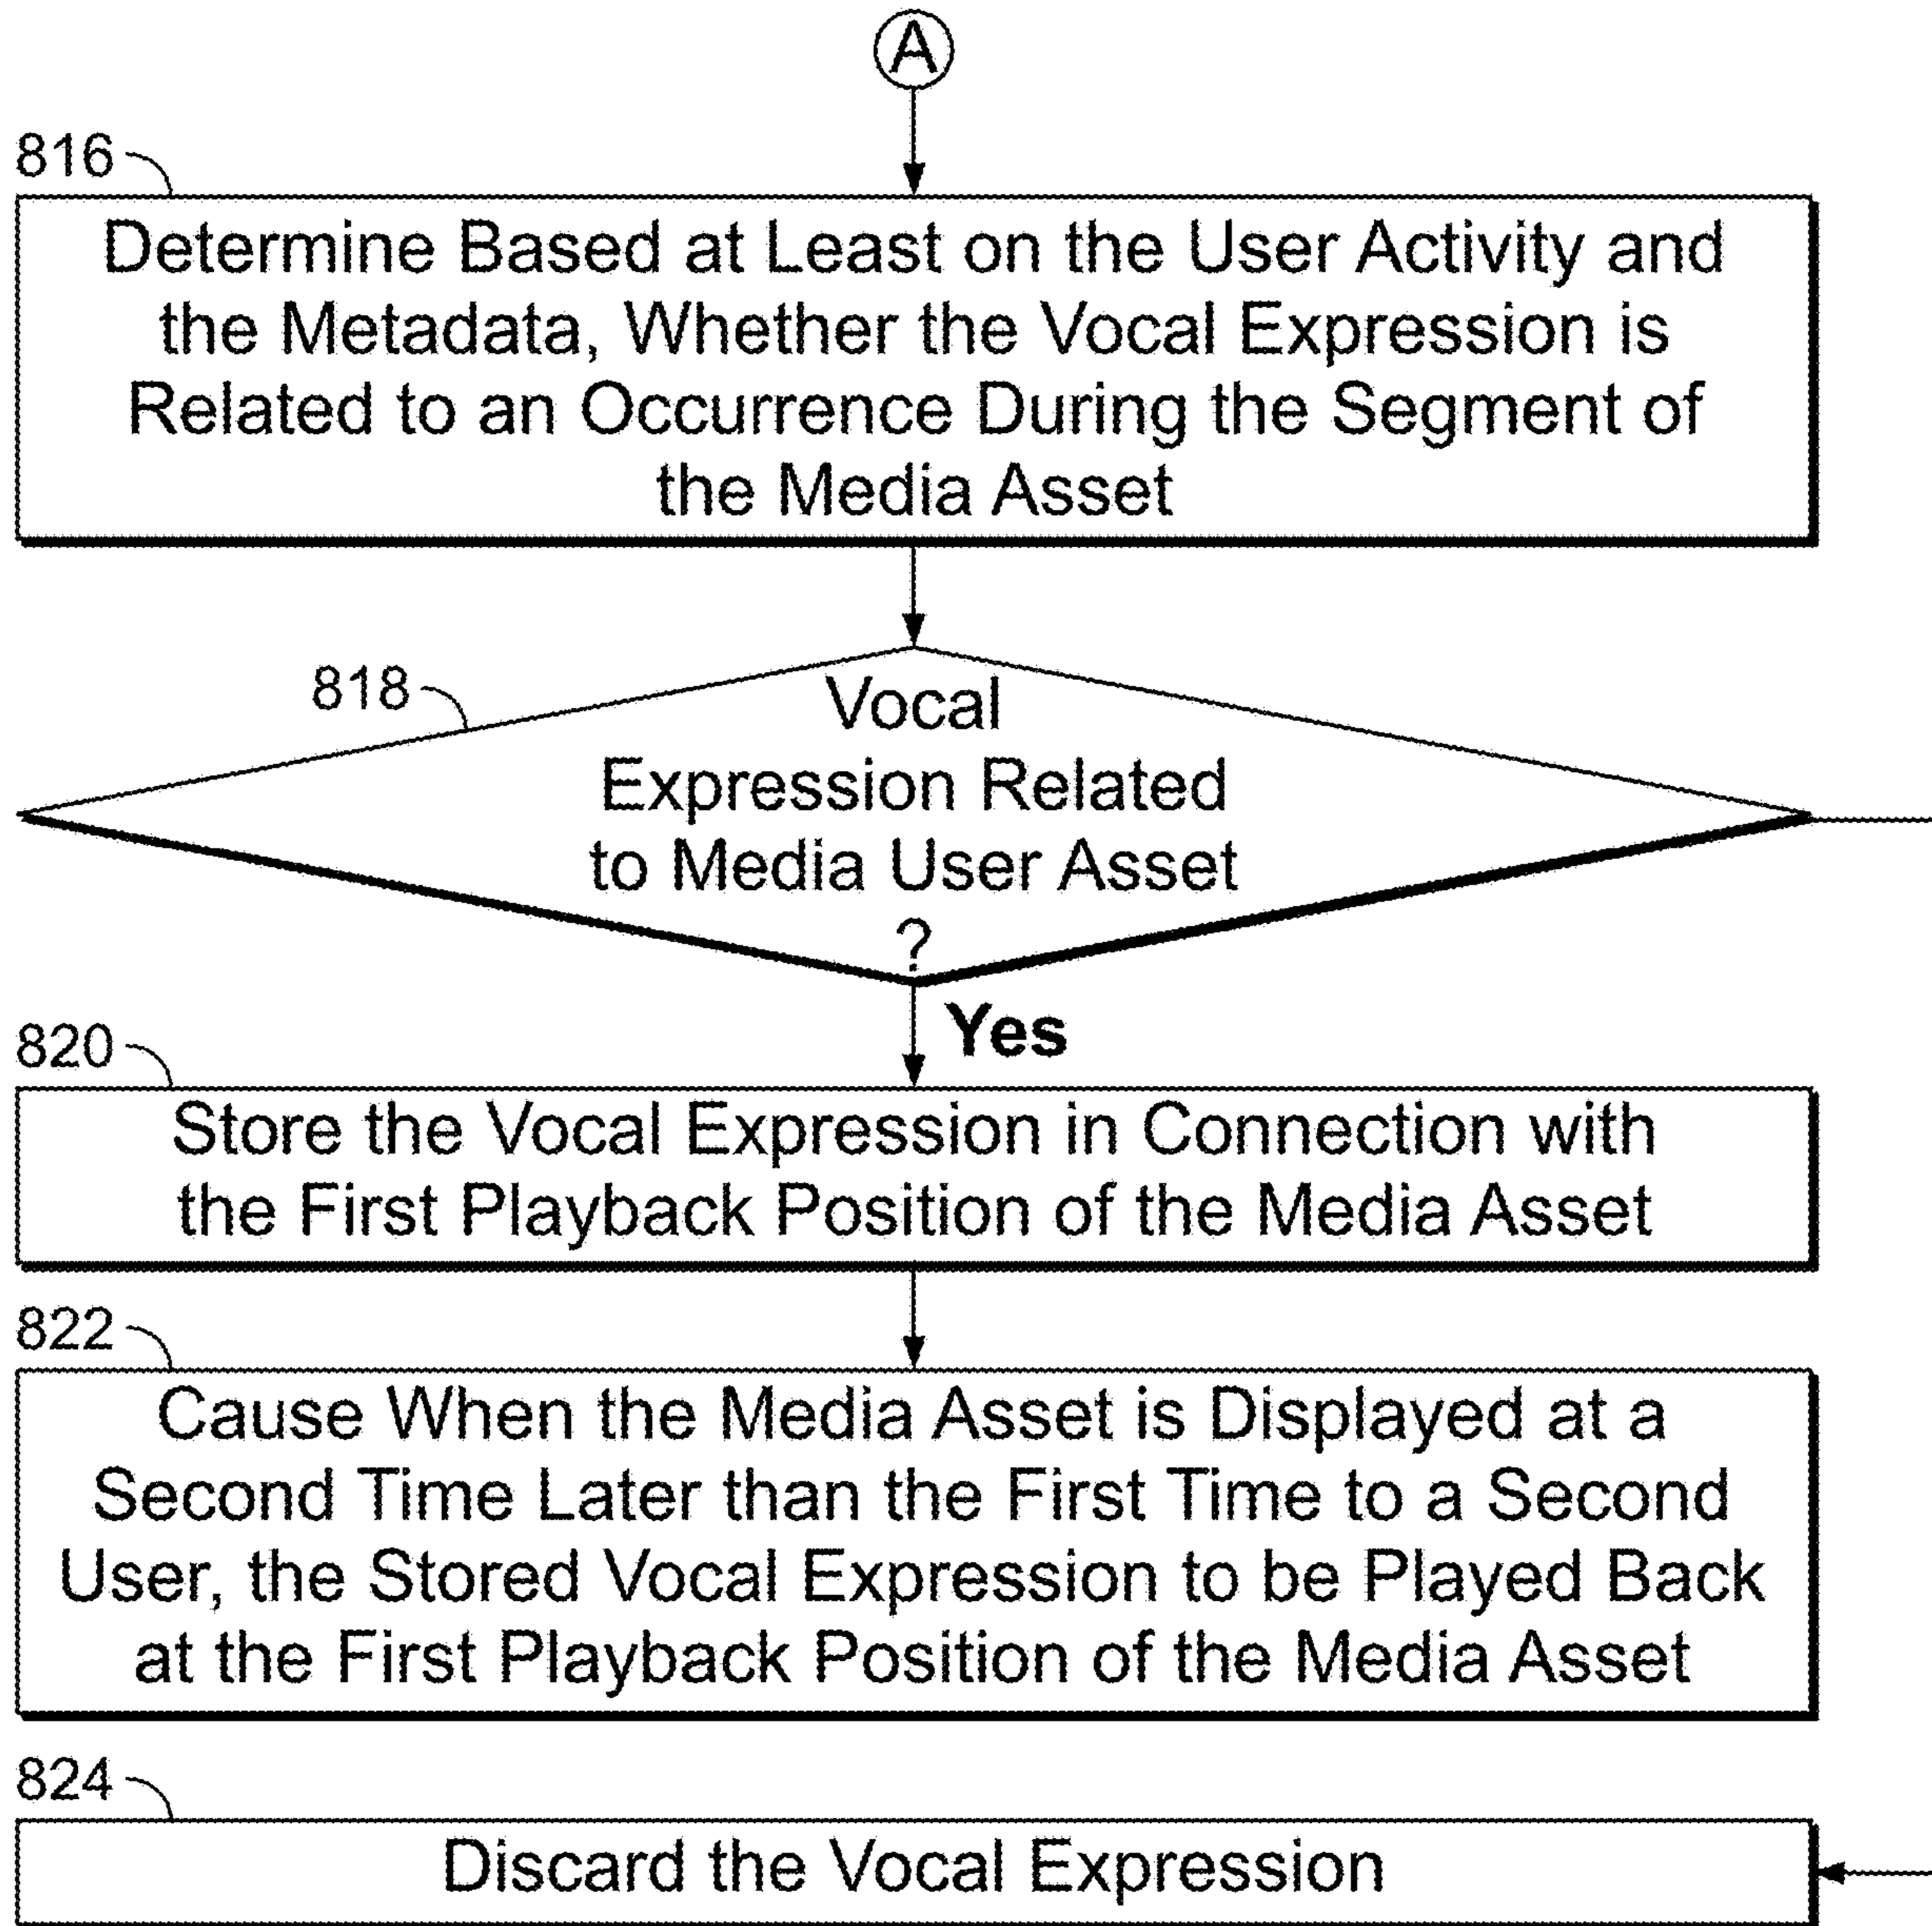 A
816
Determine Based at Least on the User Activity and
the Metadata, Whether the Vocal Expression is
Related to an Occurrence During the Segment of
the Media Asset
818
Vocal
Expression Related
to Media User Asset
?
Yes
820
Store the Vocal Expression in Connection with
the First Playback Position of the Media Asset
822
Cause When the Media Asset is Displayed at a
Second Time Later than the First Time to a Second
User, the Stored Vocal Expression to be Played Back
at the First Playback Position of the Media Asset
824
Discard the Vocal Expression